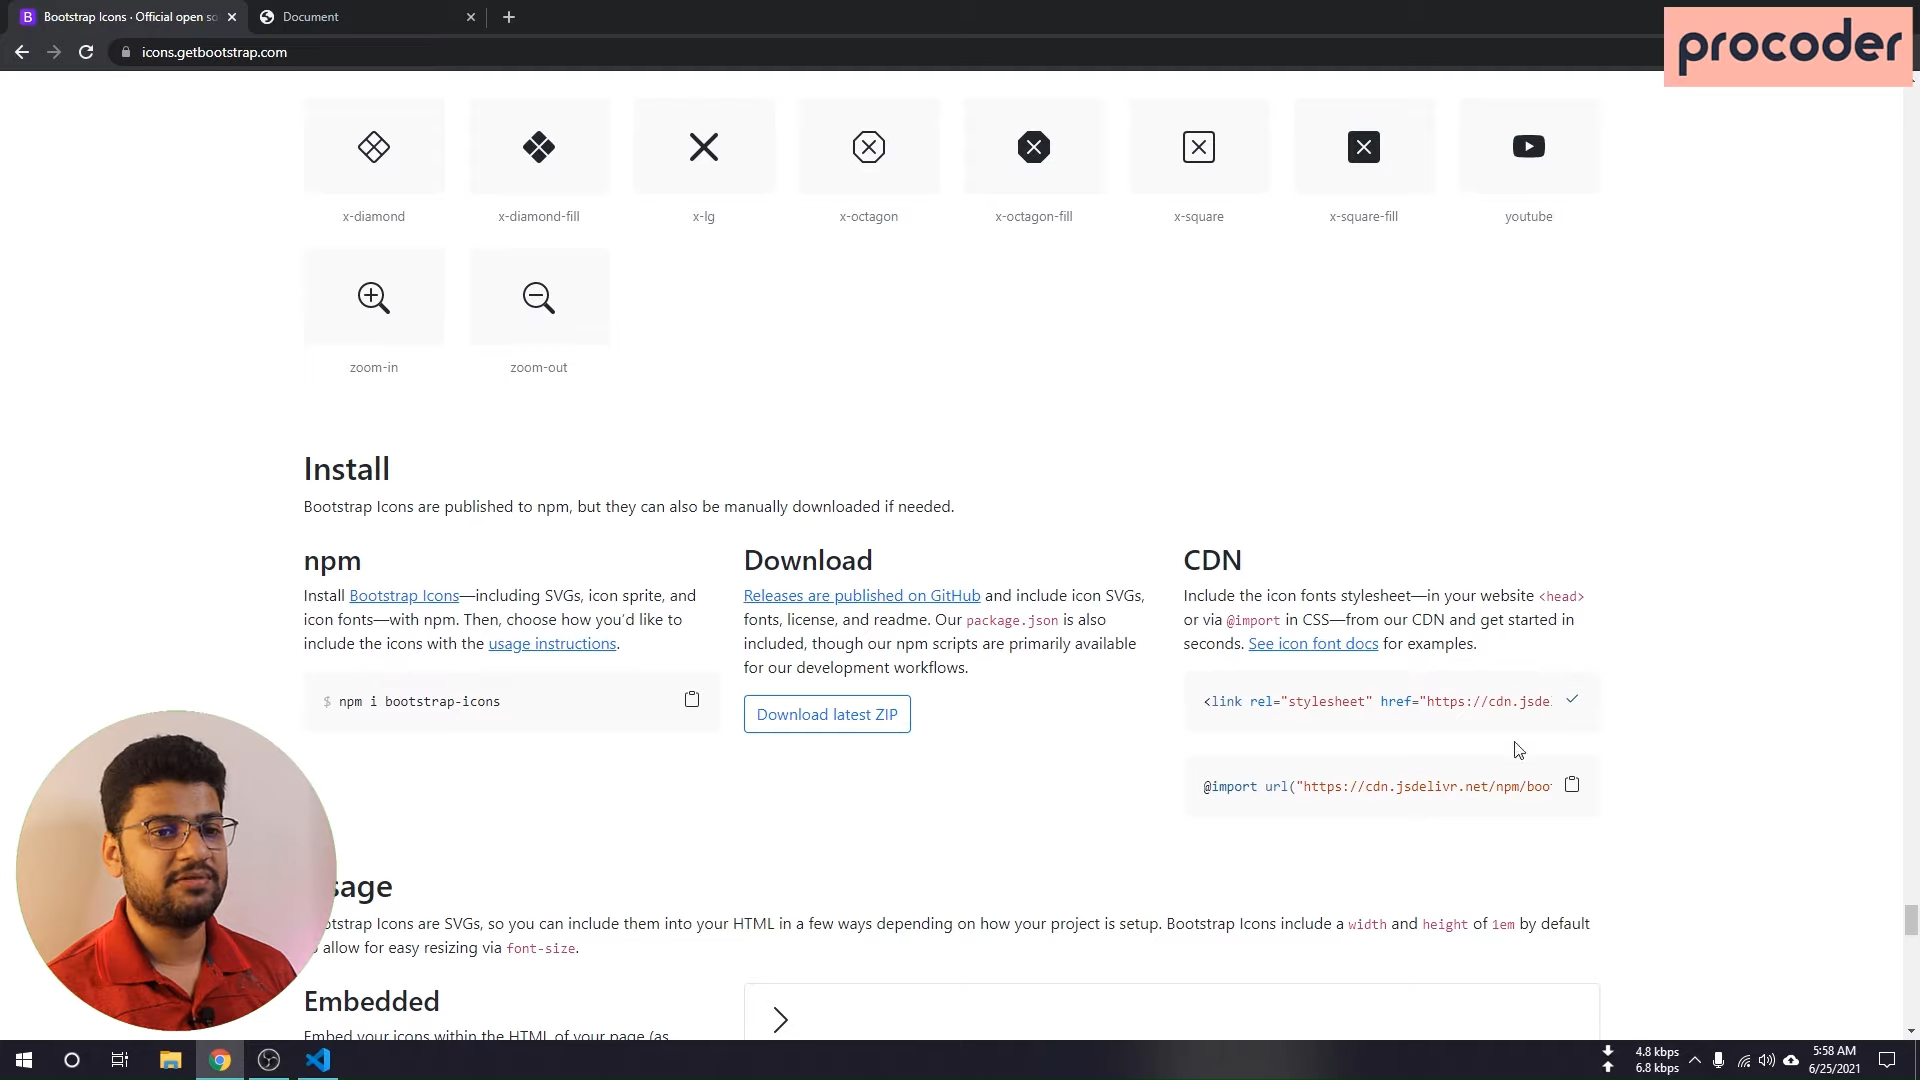 Bootstrap Icons · Official open so
Document
icons.getbootstrap.com
procoder
x-diamond
x-diamond-fill
x-lg
x-octagon
x-octagon-fill
x-square
x-square-fill
youtube
zoom-in
zoom-out
Install
Bootstrap Icons are published to npm, but they can also be manually downloaded if needed.
npm
Install Bootstrap Icons—including SVGs, icon sprite, and
icon fonts—with npm. Then, choose how you'd like to
include the icons with the usage instructions.
$ npm i bootstrap-icons
Download
Releases are published on GitHub and include icon SVGs,
fonts, license, and readme. Our package.json is also
included, though our npm scripts are primarily available
for our development workflows.
Download latest ZIP
CDN
Include the icon fonts stylesheet—in your website <head>
or via @import in CSS—from our CDN and get started in
seconds. See icon font docs for examples.
<link rel="stylesheet" href="https://cdn.jsde
@import url("https://cdn.jsdelivr.net/npm/boo
sage
otstrap Icons are SVGs, so you can include them into your HTML in a few ways depending on how your project is setup. Bootstrap Icons include a width and height of 1em by default
allow for easy resizing via font-size.
Embedded
Embed your icons within the HTML of your page (as
4.8 kbps
6.8 kbps
5:58 AM
6/25/2021